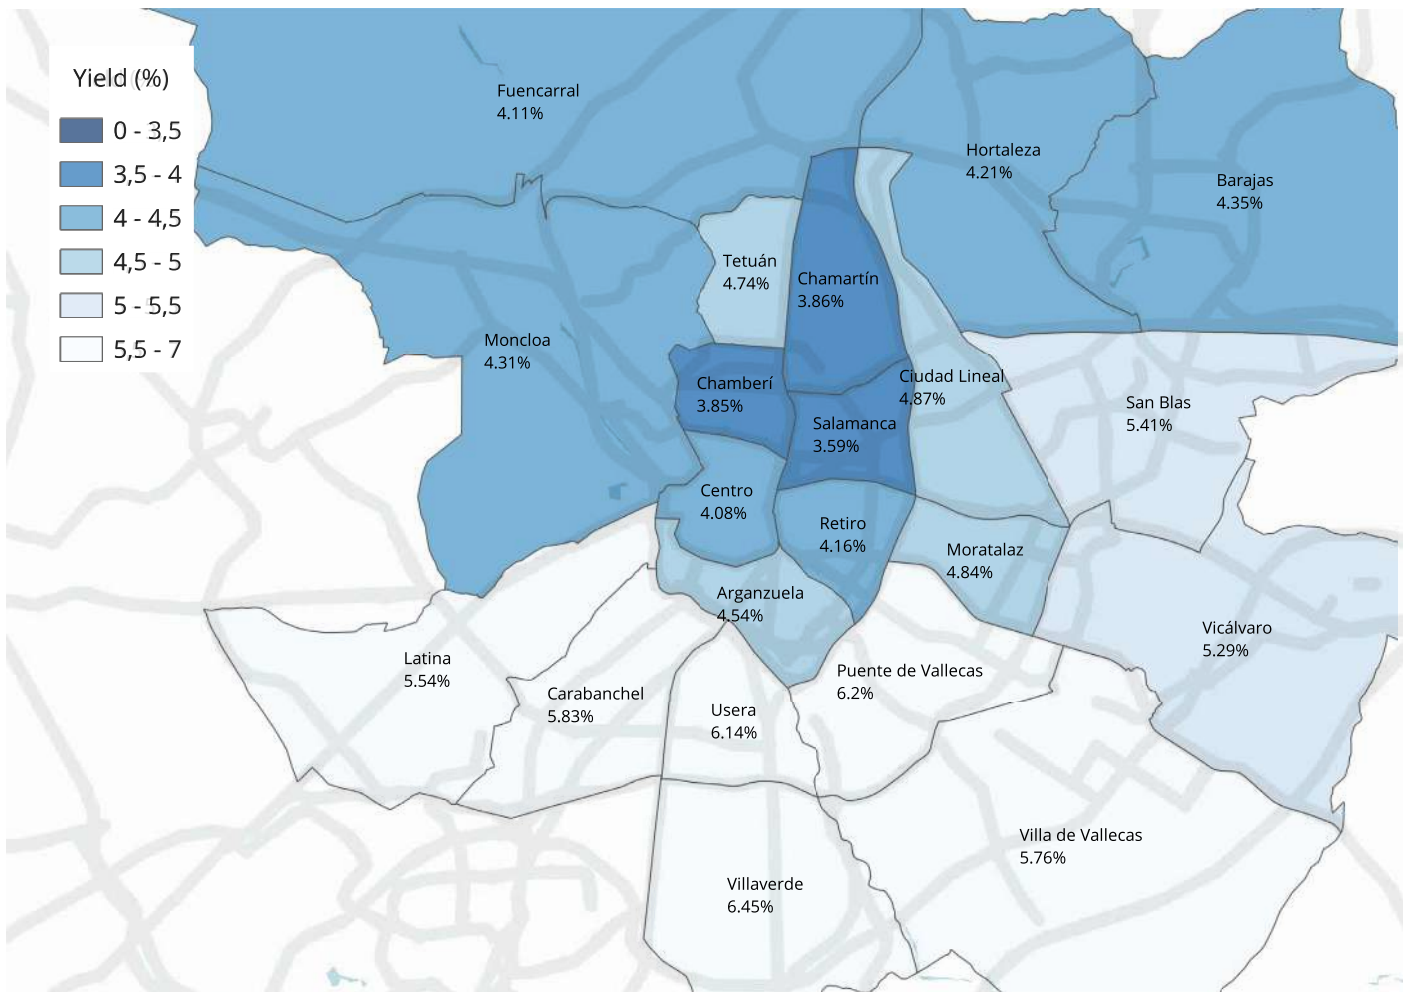 Yield (%)
0 - 3,5
3,5 - 4
4 - 4,5
4,5 - 5
5 - 5,5
5,5 - 7
Fuencarral
4.11%
Hortaleza
4.21%
Barajas
4.35%
Tetuán
4.74%
Chamartín
3.86%
Moncloa
4.31%
Chamberí
3.85%
Ciudad Lineal
4.87%
Salamanca
3.59%
San Blas
5.41%
Centro
4.08%
Retiro
4.16%
Moratalaz
4.84%
Arganzuela
4.54%
Vicálvaro
5.29%
Latina
5.54%
Carabanchel
5.83%
Usera
6.14%
Puente de Vallecas
6.2%
Villa de Vallecas
5.76%
Villaverde
6.45%